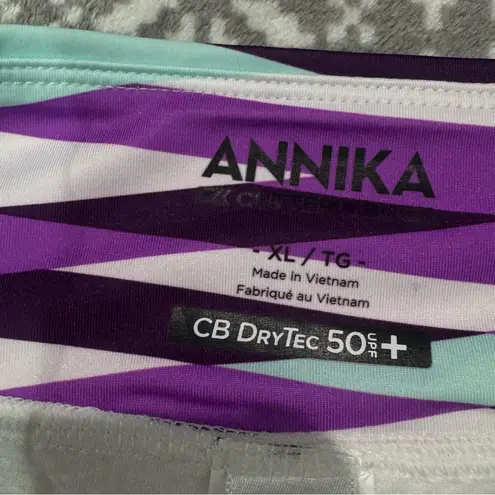 ANNIKA
- XL / TG -
Made in Vietnam
Fabriqué au Vietnam
CB DRYTEC 50 UPF +